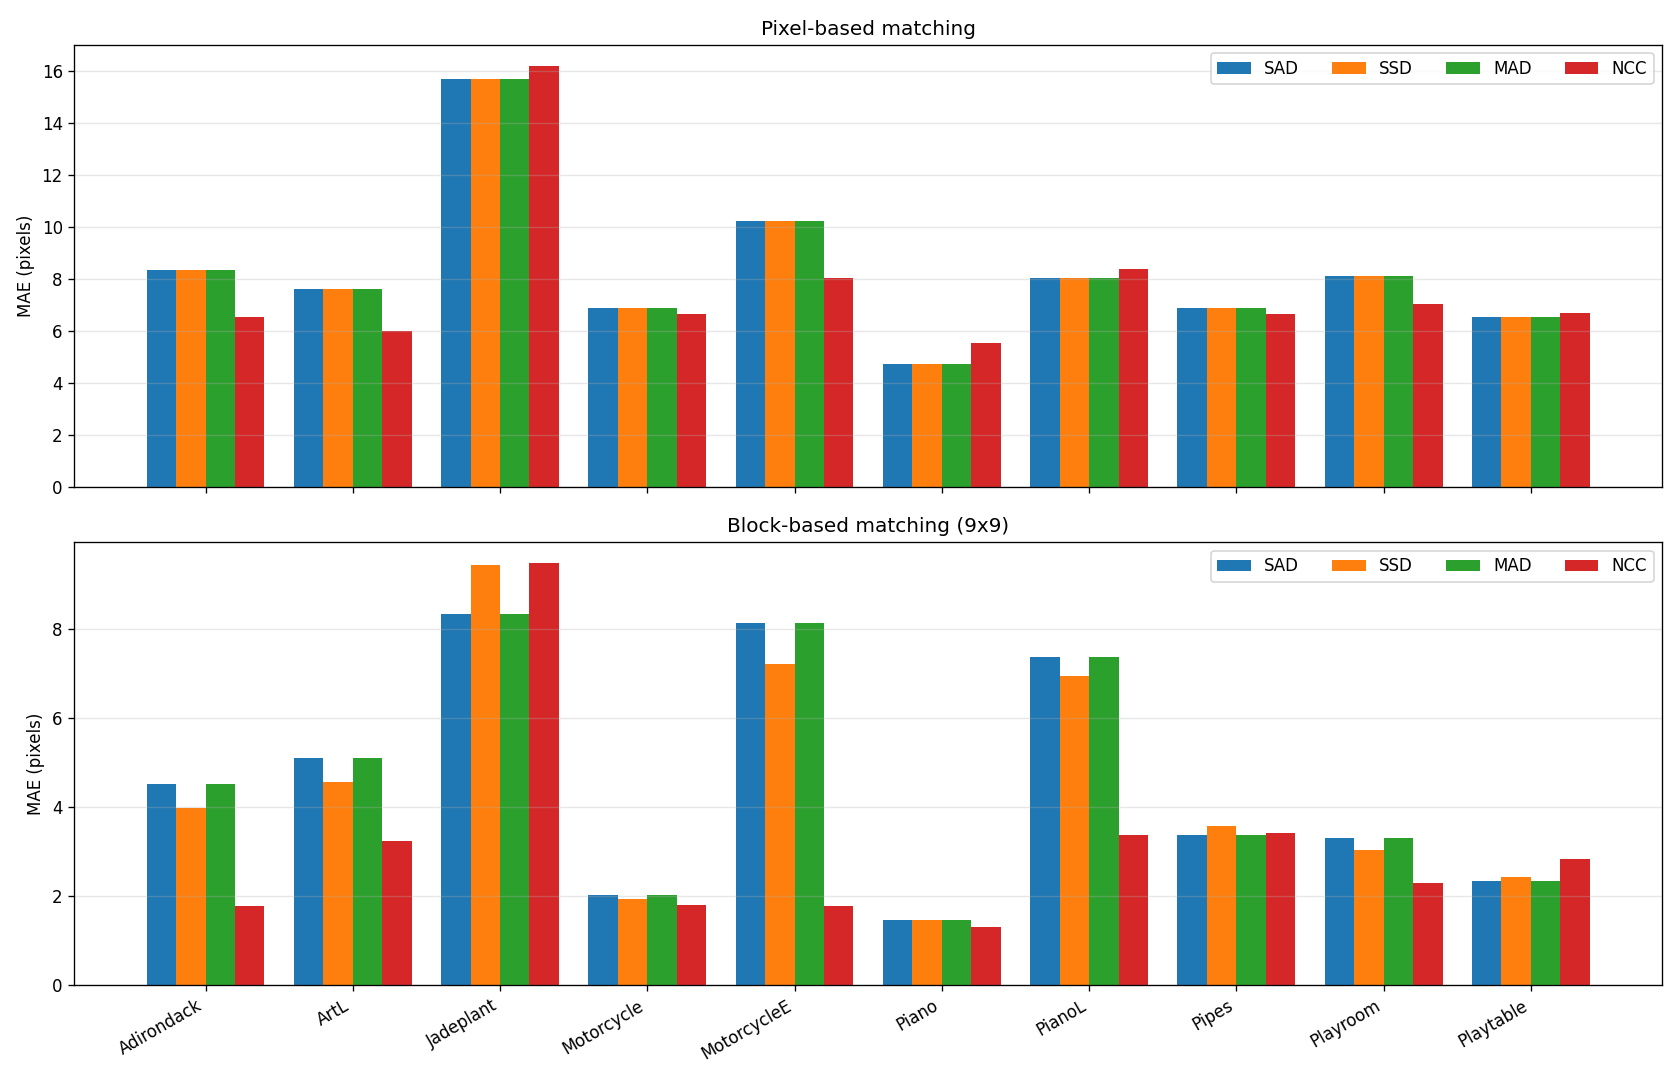 Pixel-based matching
SAD SSD MAD NCC
16
14
12
10
8
6
4
2
0
MAE (pixels)
Block-based matching (9x9)
SAD SSD MAD NCC
8
6
4
2
0
MAE (pixels)
Adirondack ArtL Jadeplant Motorcycle MotorcycleE Piano PianoL Pipes Playroom Playtable